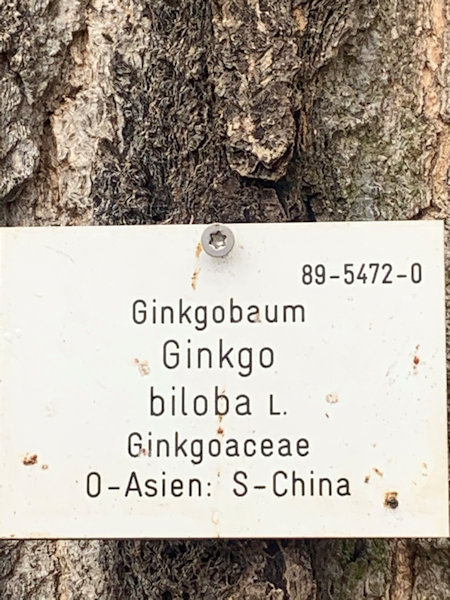 89-5472-0
Ginkgobaum
Ginkgo
biloba L.
Ginkgoaceae
O-Asien: S-China